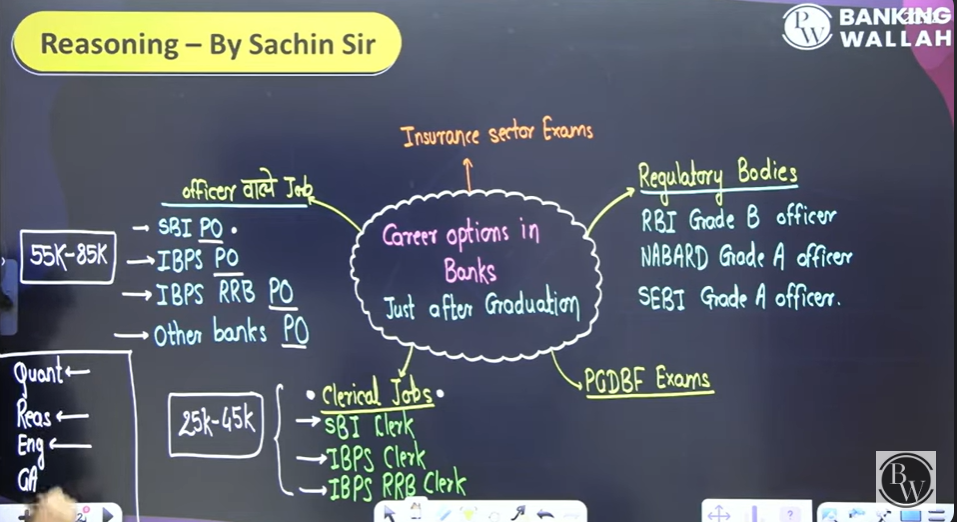 Reasoning – By Sachin Sir
BANKING
WALLAH
PW
Insurance sector Exams
officer वाले Job
SBI PO
IBPS PO
IBPS RRB PO
Other banks PO
55K-85K
Career options in
Banks
Just after Graduation
Regulatory Bodies
RBI Grade B officer
NABARD Grade A officer
SEBI Grade A officer.
PGDBF Exams
Clerical Jobs
SBI Clerk
IBPS Clerk
IBPS RRB Clerk
25K-45K
Quant
Reas
Eng
GA
BW